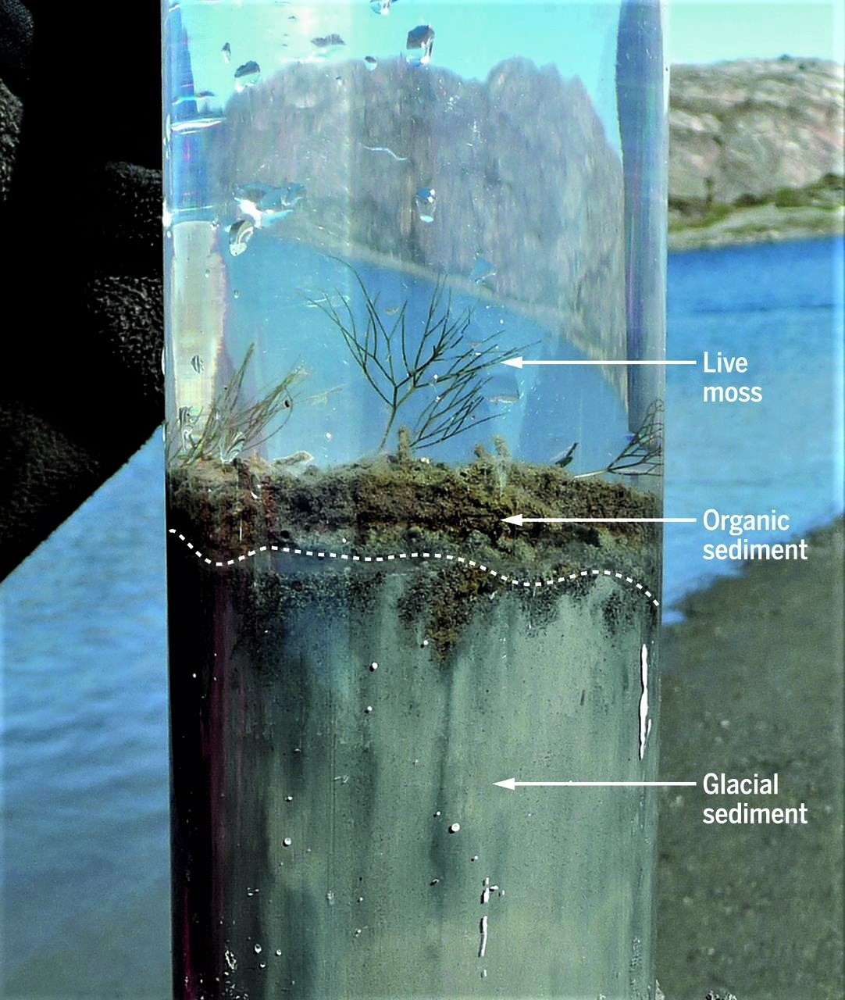 Live
moss
Organic
sediment
Glacial
sediment